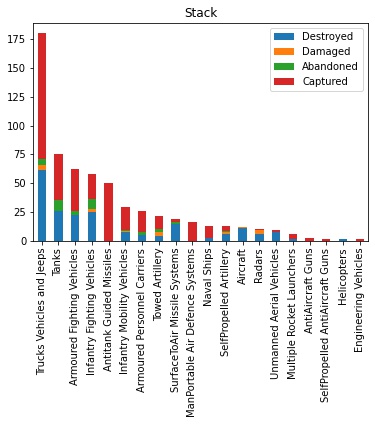 Stack
Destroyed
Damaged
Abandoned
Captured
175
150
125
100
75
50
25
0
Trucks Vehicles and Jeeps
Tanks
Armoured Fighting Vehicles
Infantry Fighting Vehicles
Antitank Guided Missiles
Infantry Mobility Vehicles
Armoured Personnel Carriers
Towed Artillery
SurfaceToAir Missile Systems
ManPortable Air Defence Systems
Naval Ships
SelfPropelled Artillery
Aircraft
Radars
Unmanned Aerial Vehicles
Multiple Rocket Launchers
AntiAircraft Guns
SelfPropelled AntiAircraft Guns
Helicopters
Engineering Vehicles